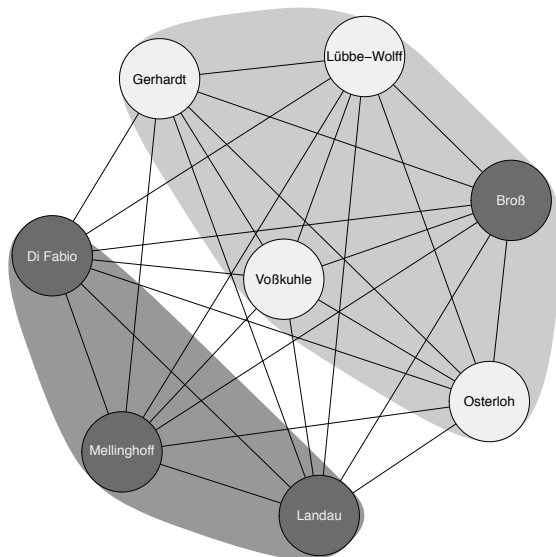 Lübbe–Wolff
Gerhardt
Broß
Di Fabio
Voßkuhle
Osterloh
Mellinghoff
Landau